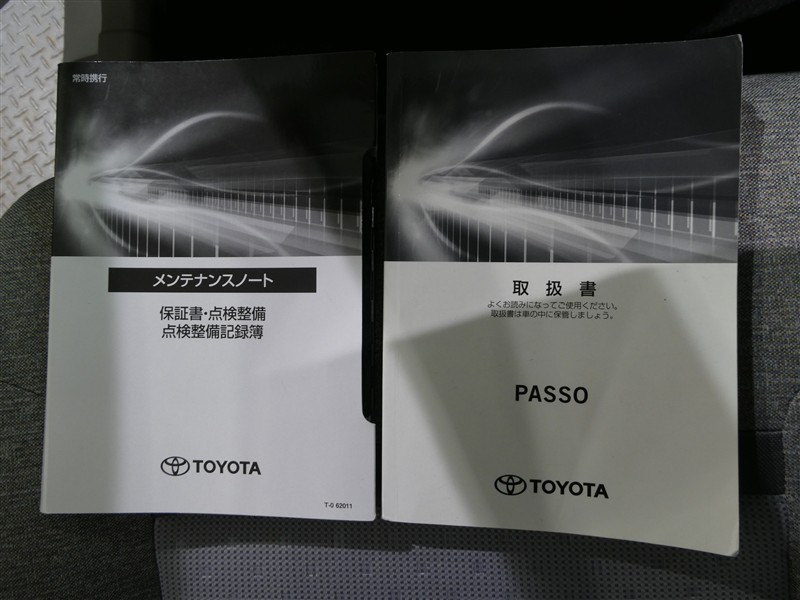 常時携行
メンテナンスノート
保証書・点検整備
点検整備記録簿
TOYOTA
T-0 62011
取扱書
よくお読みになってご使用ください。
取扱書は車の中に保管しましょう。
PASSO
TOYOTA